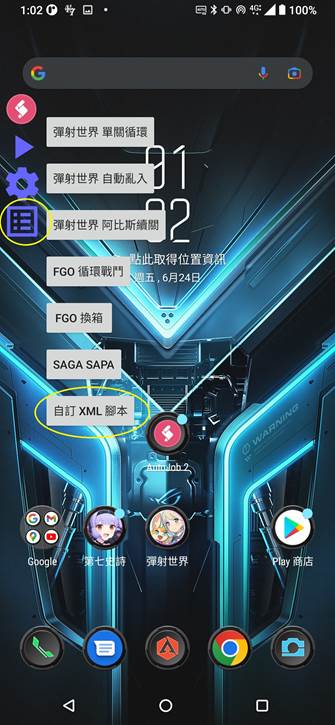 1:02
4G
100%
彈射世界 單關循環
彈射世界 自動亂入
01
02
彈射世界 阿比斯續關
點此取得位置資訊
FGO 循環戰鬥
週五 , 6月24日
FGO 換箱
SAGA SAPA
自訂 XML 腳本
WARNING
AutoJob 2
Google
第七史詩
彈射世界
Play 商店